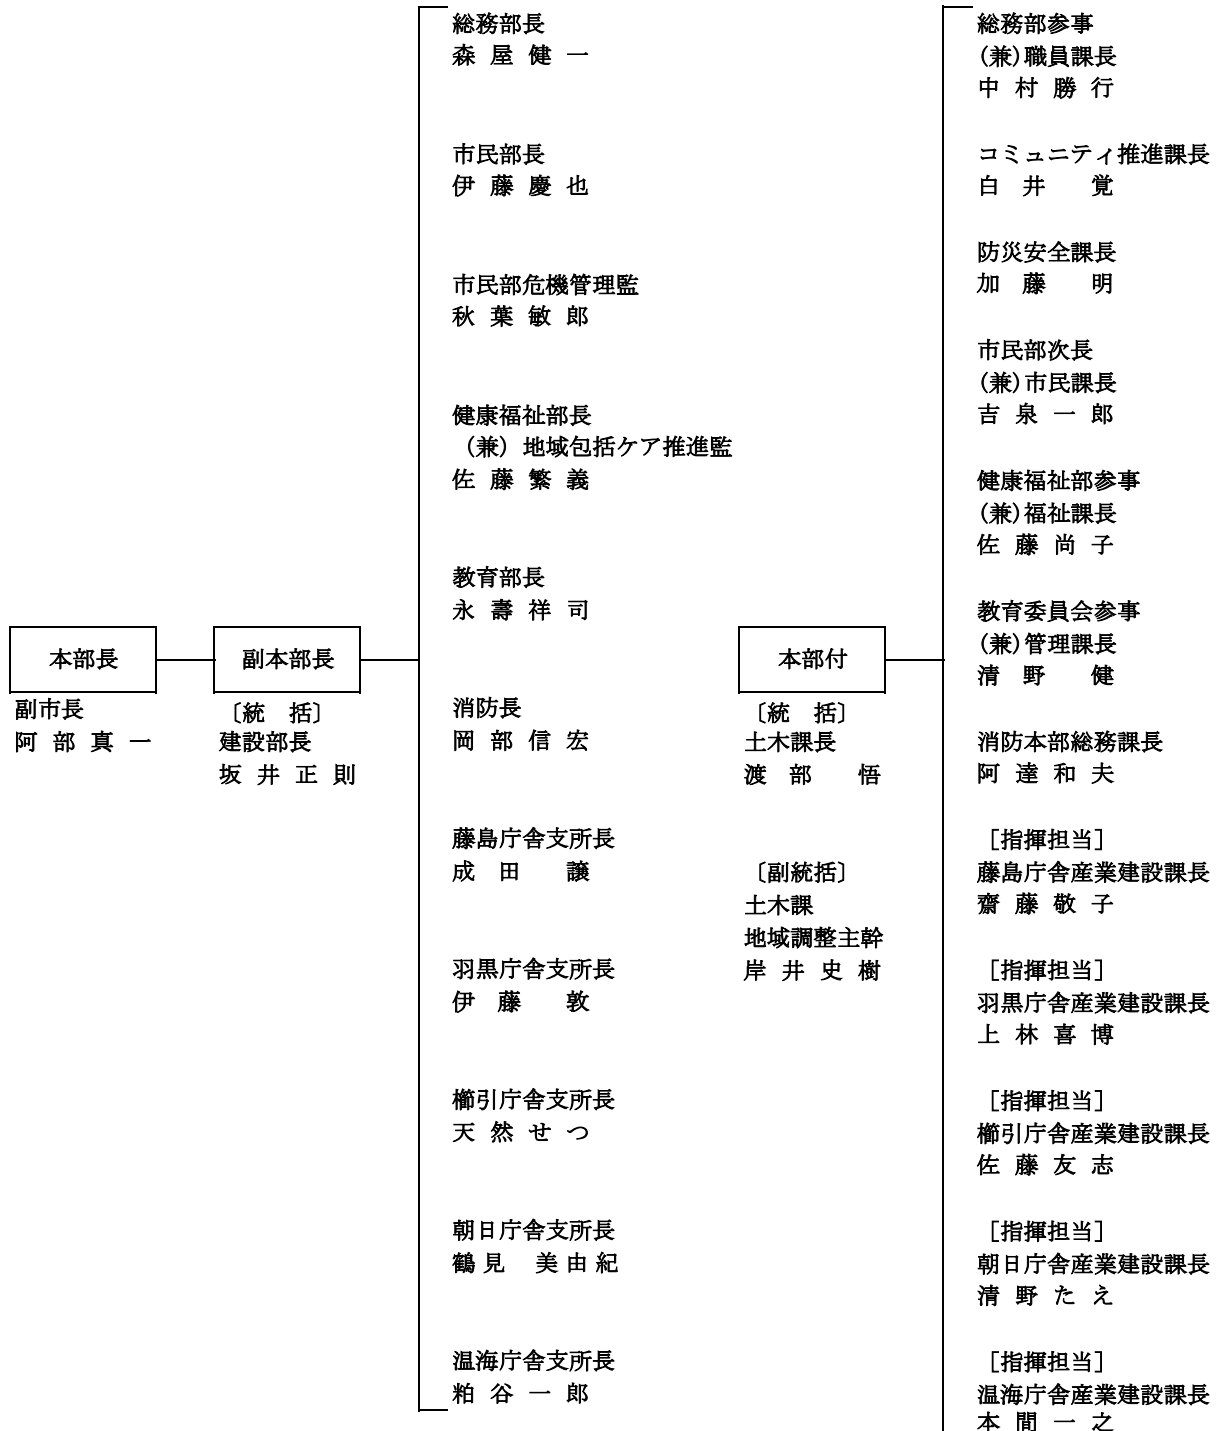 本部長
副市長
阿部真一
副本部長
〔統　括〕
建設部長
坂井正則
総務部長
森屋健一
市民部長
伊藤慶也
市民部危機管理監
秋葉敏郎
健康福祉部長
（兼）地域包括ケア推進監
佐藤繁義
教育部長
永壽祥司
消防長
岡部信宏
藤島庁舎支所長
成田　譲
羽黒庁舎支所長
伊藤　敦
櫛引庁舎支所長
天然せつ
朝日庁舎支所長
鶴見　美由紀
温海庁舎支所長
粕谷一郎
本部付
〔統　括〕
土木課長
渡部　悟
〔副統括〕
土木課
地域調整主幹
岸井史樹
総務部参事
(兼)職員課長
中村勝行
コミュニティ推進課長
白井　覚
防災安全課長
加藤　明
市民部次長
(兼)市民課長
吉泉一郎
健康福祉部参事
(兼)福祉課長
佐藤尚子
教育委員会参事
(兼)管理課長
清野　健
消防本部総務課長
阿達和夫
［指揮担当］
藤島庁舎産業建設課長
齋藤敬子
［指揮担当］
羽黒庁舎産業建設課長
上林喜博
［指揮担当］
櫛引庁舎産業建設課長
佐藤友志
［指揮担当］
朝日庁舎産業建設課長
清野たえ
［指揮担当］
温海庁舎産業建設課長
本間一之